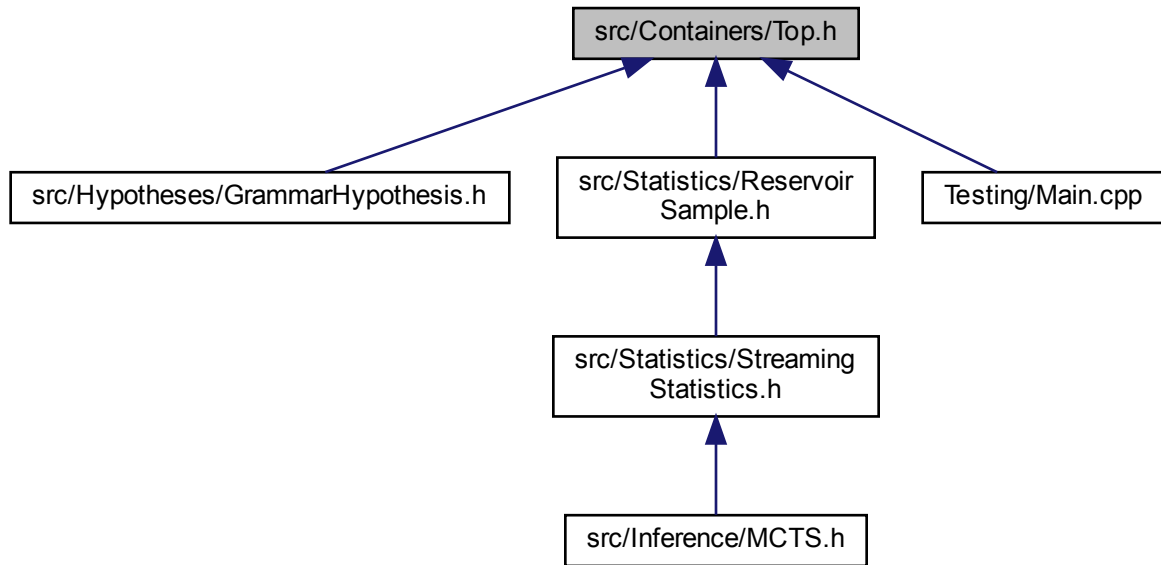 src/Containers/Top.h
src/Hypotheses/GrammarHypothesis.h
src/Statistics/Reservoir
Sample.h
Testing/Main.cpp
src/Statistics/Streaming
Statistics.h
src/Inference/MCTS.h